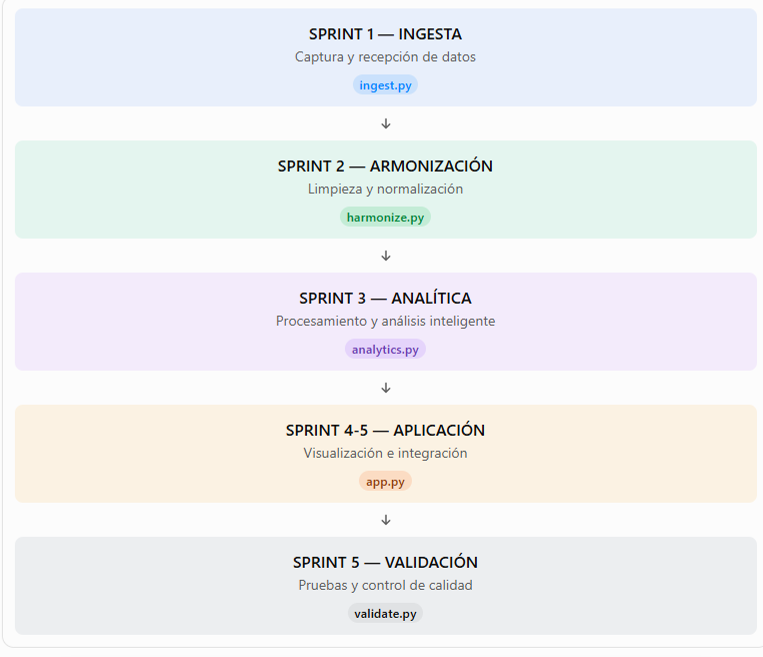 SPRINT 1 — INGESTA
Captura y recepción de datos
ingest.py
↓
SPRINT 2 — ARMONIZACIÓN
Limpieza y normalización
harmonize.py
↓
SPRINT 3 — ANALÍTICA
Procesamiento y análisis inteligente
analytics.py
↓
SPRINT 4-5 — APLICACIÓN
Visualización e integración
app.py
↓
SPRINT 5 — VALIDACIÓN
Pruebas y control de calidad
validate.py